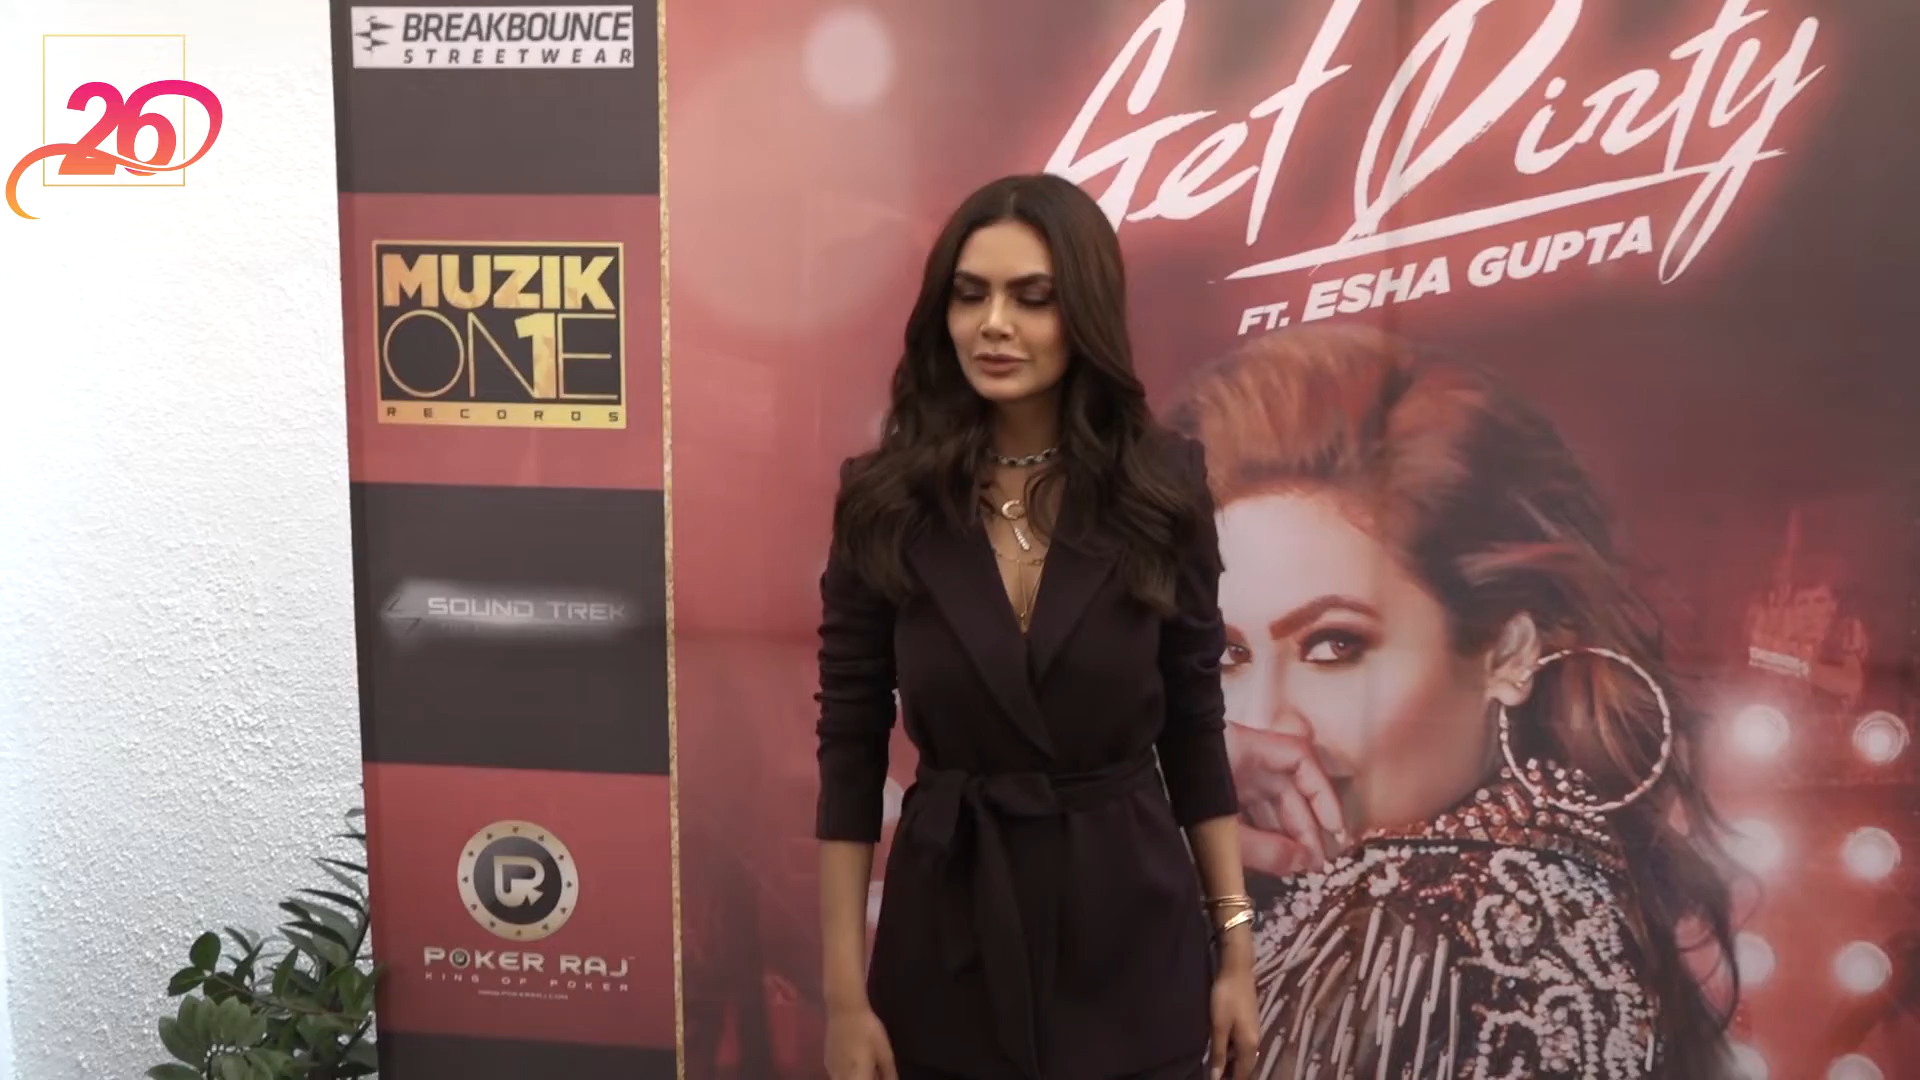 26
BREAKBOUNCE
STREETWEAR
MUZIK
ON1E
RECORDS
SOUND TREK
POKER RAJ
KING OF POKER
Get Dirty
FT. ESHA GUPTA